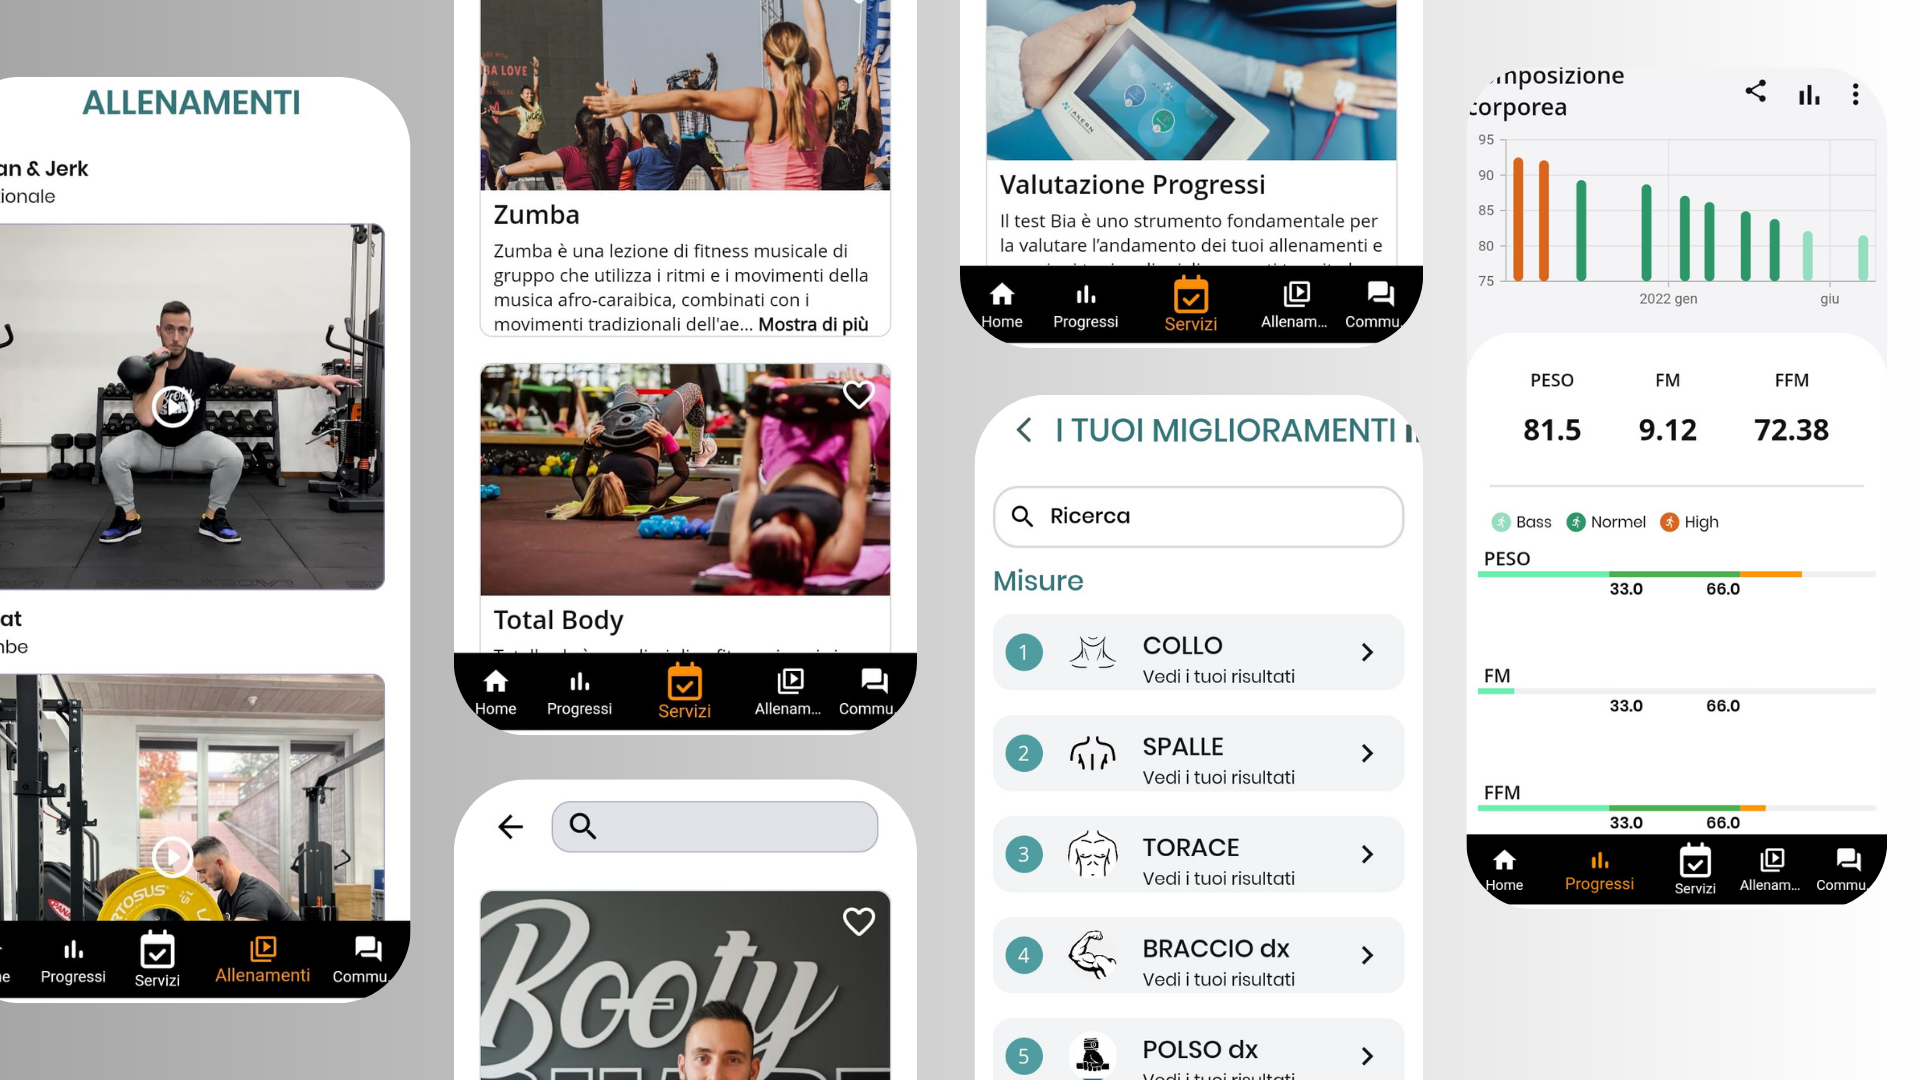 ALLENAMENTI
an & Jerk
ionale
at
nbe
RTOSUS
Progressi
Servizi
Allenamenti
Commu
BA LOVE
Zumba
Zumba è una lezione di fitness musicale di
gruppo che utilizza i ritmi e i movimenti della
musica afro-caraibica, combinati con i
movimenti tradizionali dell'ae... Mostra di più
Total Body
Home
Progressi
Servizi
Allenam...
Commu
Booty
AKERN
Valutazione Progressi
Il test Bia è uno strumento fondamentale per
la valutare l'andamento dei tuoi allenamenti e
Home
Progressi
Servizi
Allenam...
Commu.
I TUOI MIGLIORAMENTI
Ricerca
Misure
1
COLLO
Vedi i tuoi risultati
2
SPALLE
Vedi i tuoi risultati
3
TORACE
Vedi i tuoi risultati
4
BRACCIO dx
Vedi i tuoi risultati
5
POLSO dx
Vedi i tuoi risultati
mposizione
corporea
95
90
85
80
75
2022 gen
giu
PESO FM FFM
81.5 9.12 72.38
Bass Normel High
PESO
33.0 66.0
FM
33.0 66.0
FFM
33.0 66.0
Home
Progressi
Servizi
Allenam...
Commu.